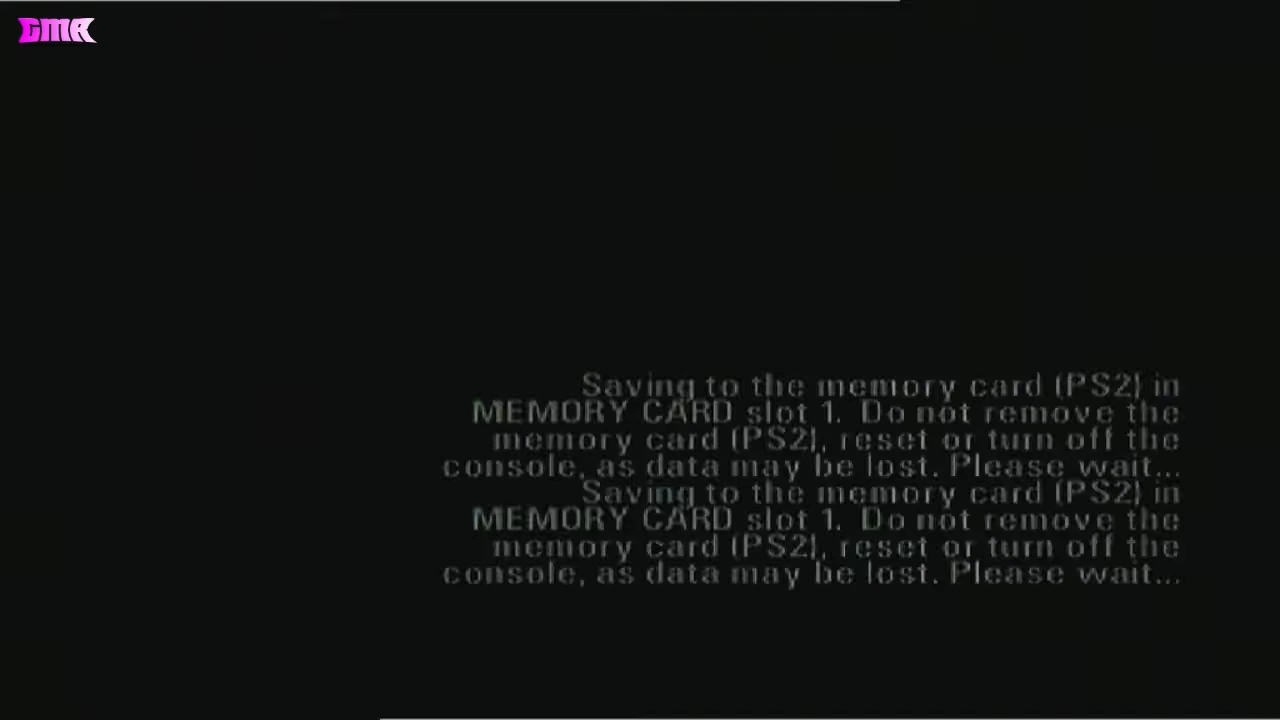 GMR
Saving to the memory card (PS2) in
MEMORY CARD slot 1. Do not remove the
memory card (PS2), reset or turn off the
console, as data may be lost. Please wait...
Saving to the memory card (PS2) in
MEMORY CARD slot 1. Do not remove the
memory card (PS2), reset or turn off the
console, as data may be lost. Please wait...